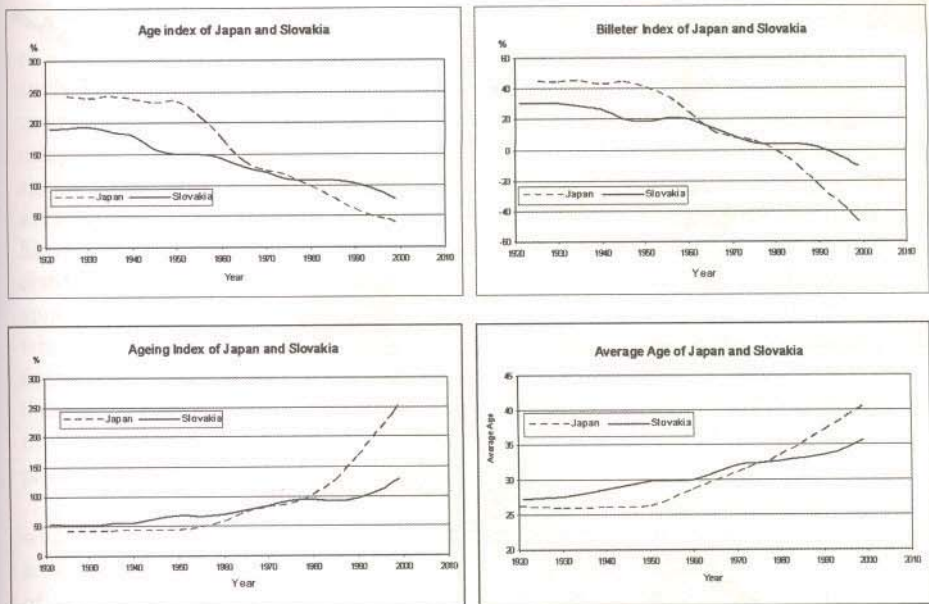 Age index of Japan and Slovakia
%
300
250
200
150
100
50
0
Japan Slovakia
1920 1930 1940 1950 1960 1970 1980 1990 2000 2010
Year
Billeter Index of Japan and Slovakia
%
60
40
20
0
-20
-40
-60
Japan Slovakia
1920 1930 1940 1950 1960 1970 1980 1990 2000 2010
Year
Ageing Index of Japan and Slovakia
%
300
250
200
150
100
50
0
Japan Slovakia
1920 1930 1940 1950 1960 1970 1980 1990 2000 2010
Year
Average Age of Japan and Slovakia
Average Age
45
40
35
30
25
20
Japan Slovakia
1920 1930 1940 1950 1960 1970 1980 1990 2000 2010
Year